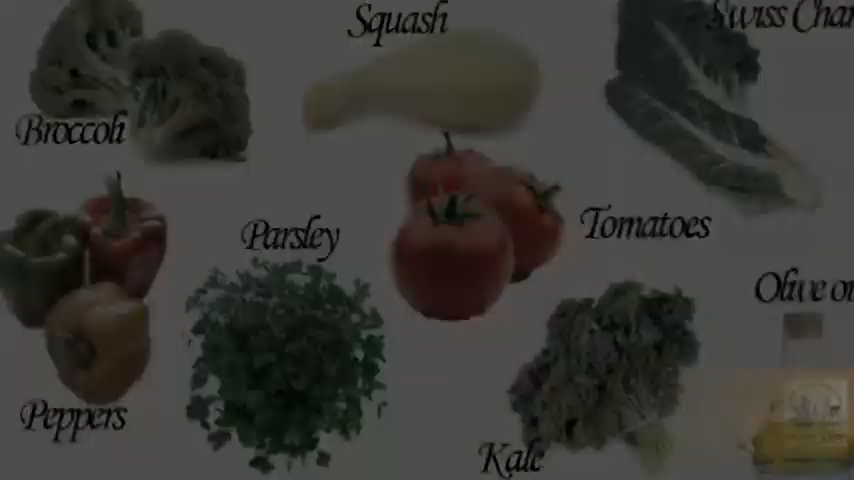 Squash
Swiss Char
Broccoli
Parsley
Tomatoes
Olive oi
Peppers
Kale